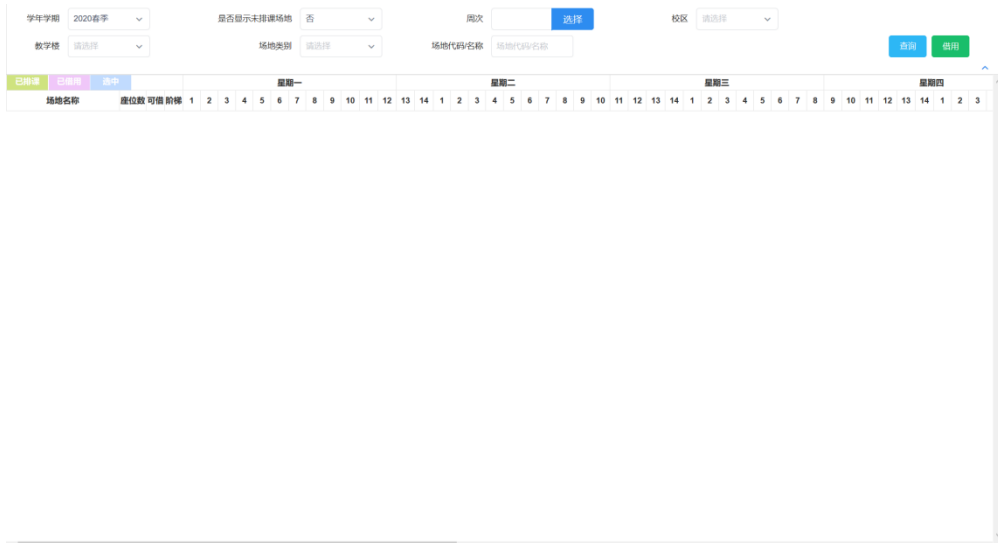 学年学期 2020春季 是否显示未排课场地 否 周次 选择 校区 请选择
教学楼 请选择 场地类别 请选择 场地代码/名称 场地代码/名称 查询 借用
已排课 已借用 选中 星期一 星期二 星期三 星期四
场地名称 座位数 可借 阶梯 1 2 3 4 5 6 7 8 9 10 11 12 13 14 1 2 3 4 5 6 7 8 9 10 11 12 13 14 1 2 3 4 5 6 7 8 9 10 11 12 13 14 1 2 3